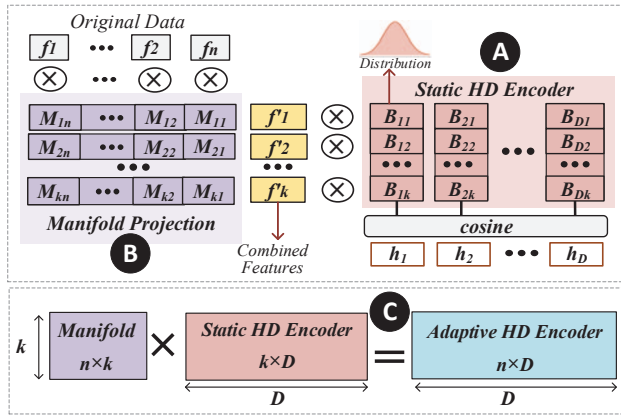 Original Data
f1 ••• f2 fn
Distribution
A
Static HD Encoder
M1n ••• M12 M11 f'1 B11 B21 BD1
M2n ••• M22 M21 f'2 B12 B22 ••• BD2
••• ••• ••• ••• •••
Mkn ••• Mk2 Mk1 f'k B1k B2k BDk
Manifold Projection
cosine
B
Combined
Features
h1 h2 ••• hD
C
k Manifold × Static HD Encoder = Adaptive HD Encoder
n×k k×D n×D
D D